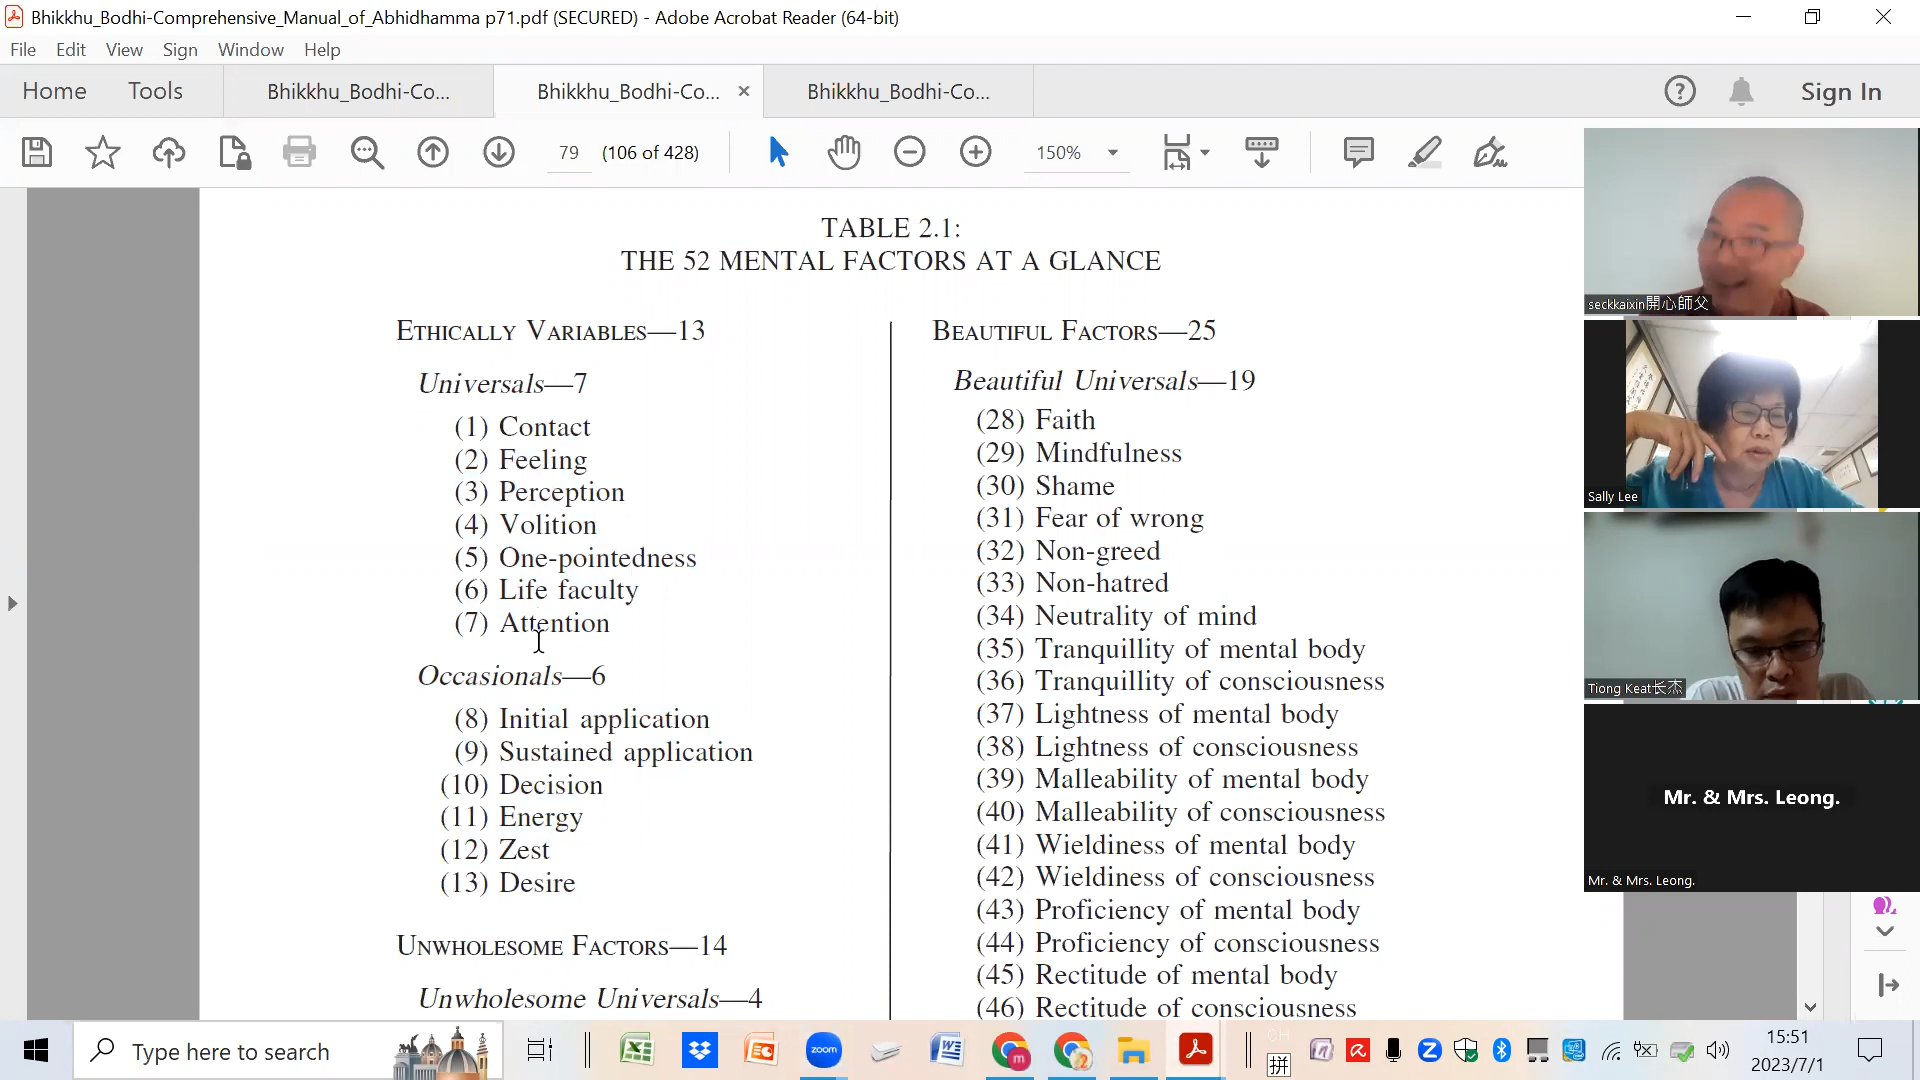 Bhikkhu_Bodhi-Comprehensive_Manual_of_Abhidhamma p71.pdf (SECURED) - Adobe Acrobat Reader (64-bit)
File Edit View Sign Window Help
Home Tools Bhikkhu_Bodhi-Co... Bhikkhu_Bodhi-Co... × Bhikkhu_Bodhi-Co... Sign In
79 (106 of 428) 150%
TABLE 2.1:
THE 52 MENTAL FACTORS AT A GLANCE
ETHICALLY VARIABLES—13
Universals—7
(1) Contact
(2) Feeling
(3) Perception
(4) Volition
(5) One-pointedness
(6) Life faculty
(7) Attention
Occasionals—6
(8) Initial application
(9) Sustained application
(10) Decision
(11) Energy
(12) Zest
(13) Desire
UNWHOLESOME FACTORS—14
Unwholesome Universals—4
BEAUTIFUL FACTORS—25
Beautiful Universals—19
(28) Faith
(29) Mindfulness
(30) Shame
(31) Fear of wrong
(32) Non-greed
(33) Non-hatred
(34) Neutrality of mind
(35) Tranquillity of mental body
(36) Tranquillity of consciousness
(37) Lightness of mental body
(38) Lightness of consciousness
(39) Malleability of mental body
(40) Malleability of consciousness
(41) Wieldiness of mental body
(42) Wieldiness of consciousness
(43) Proficiency of mental body
(44) Proficiency of consciousness
(45) Rectitude of mental body
(46) Rectitude of consciousness
seckkaixin開心師父
Sally Lee
Tiong Keat长杰
Mr. & Mrs. Leong.
Mr. & Mrs. Leong.
Type here to search
zoom
CH
拼
15:51
2023/7/1